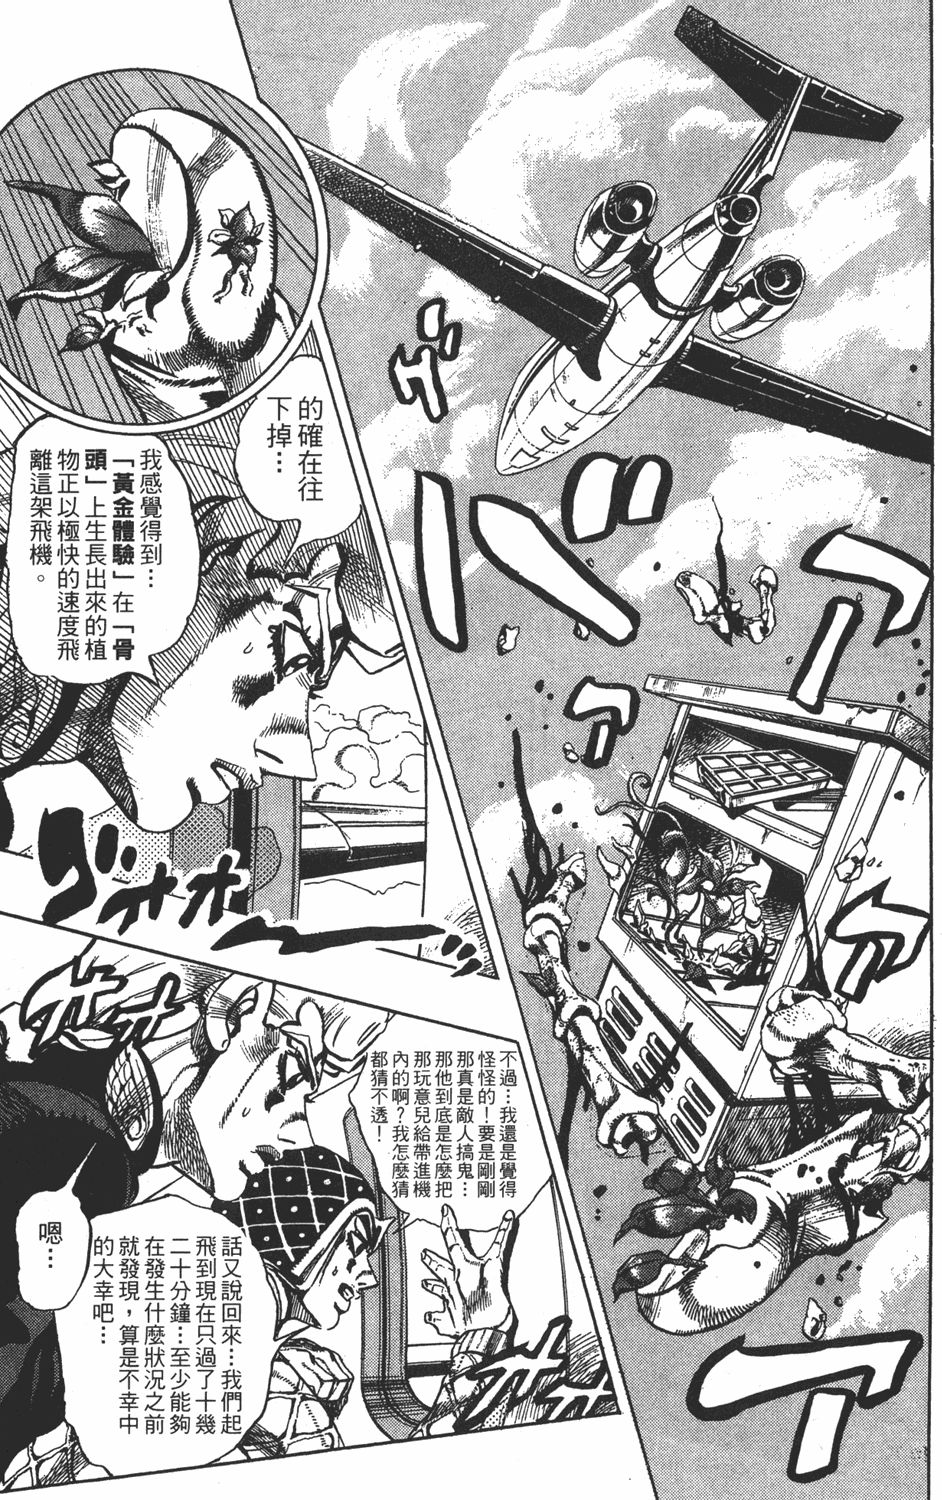 ゴ
ゴ
バ
ア
ア
ア
ー
的確在往
下掉…
我感覺得到…
「黃金體驗」在「骨
頭」上生長出來的植
物正以極快的速度飛
離這架飛機。
グオオーッ
不過…我還是覺得
怪怪的！要是剛剛
那真是敵人搞鬼…
那他到底是怎麼把
那玩意兒給帶進機
內的啊？我怎麼猜
都猜不透！
オオオオ
話又說回來…我們起
飛到現在只過了十幾
二十分鐘…至少能夠
在發生什麼狀況之前
就發現，算是不幸中
的大幸吧…
嗯…
オオオ